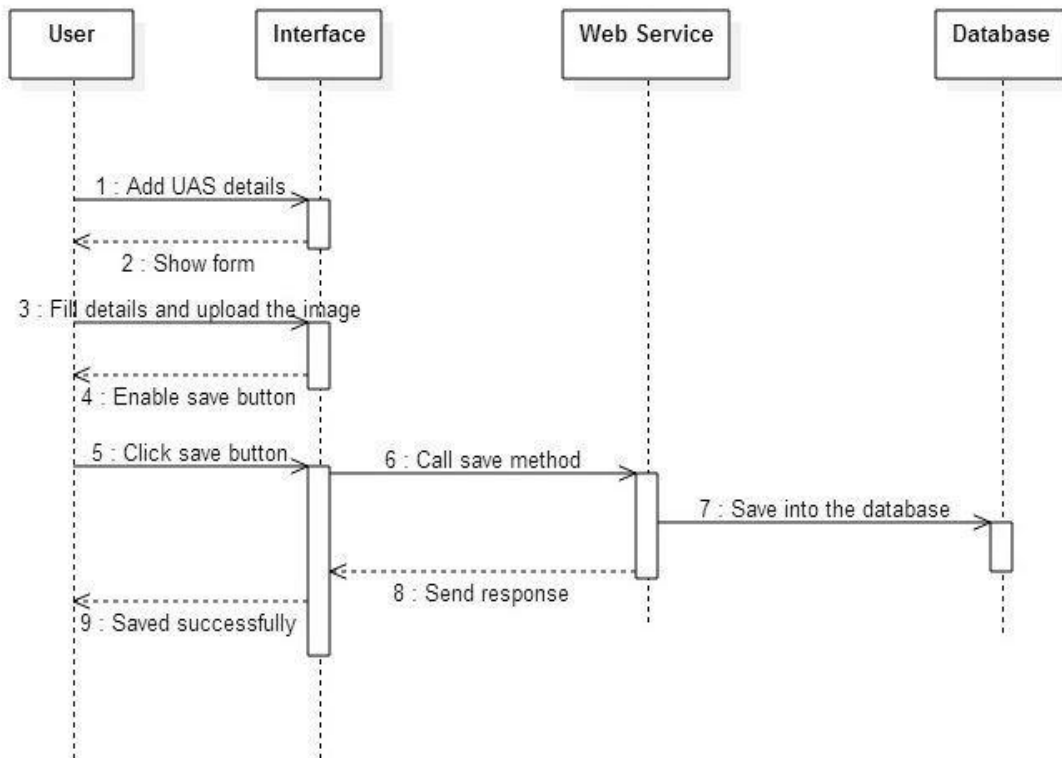 User
Interface
Web Service
Database
1 : Add UAS details
2 : Show form
3 : Fill details and upload the image
4 : Enable save button
5 : Click save button
6 : Call save method
7 : Save into the database
8 : Send response
9 : Saved successfully